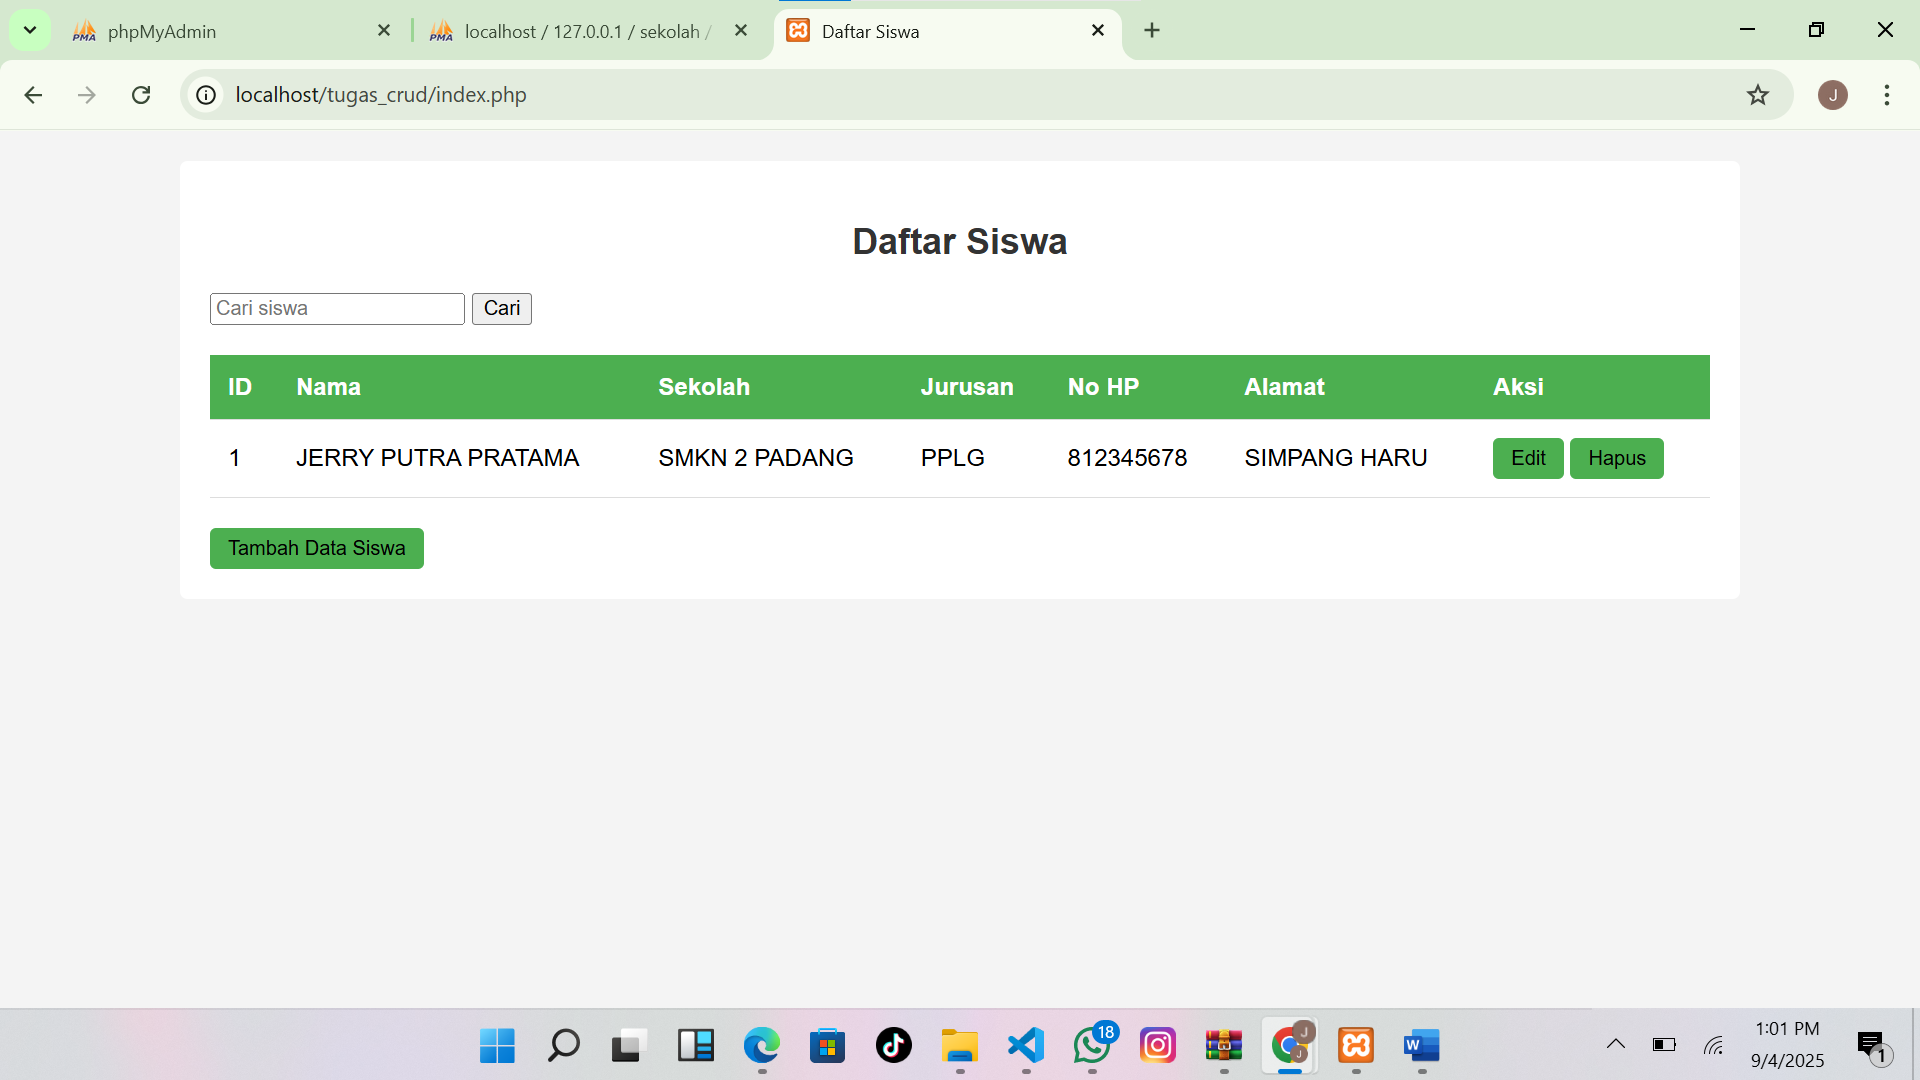 phpMyAdmin
localhost / 127.0.0.1 / sekolah /
Daftar Siswa
localhost/tugas_crud/index.php
J
Daftar Siswa
Cari siswa Cari
ID Nama Sekolah Jurusan No HP Alamat Aksi
1 JERRY PUTRA PRATAMA SMKN 2 PADANG PPLG 812345678 SIMPANG HARU Edit Hapus
Tambah Data Siswa
18
J
J
W
1:01 PM
9/4/2025
1